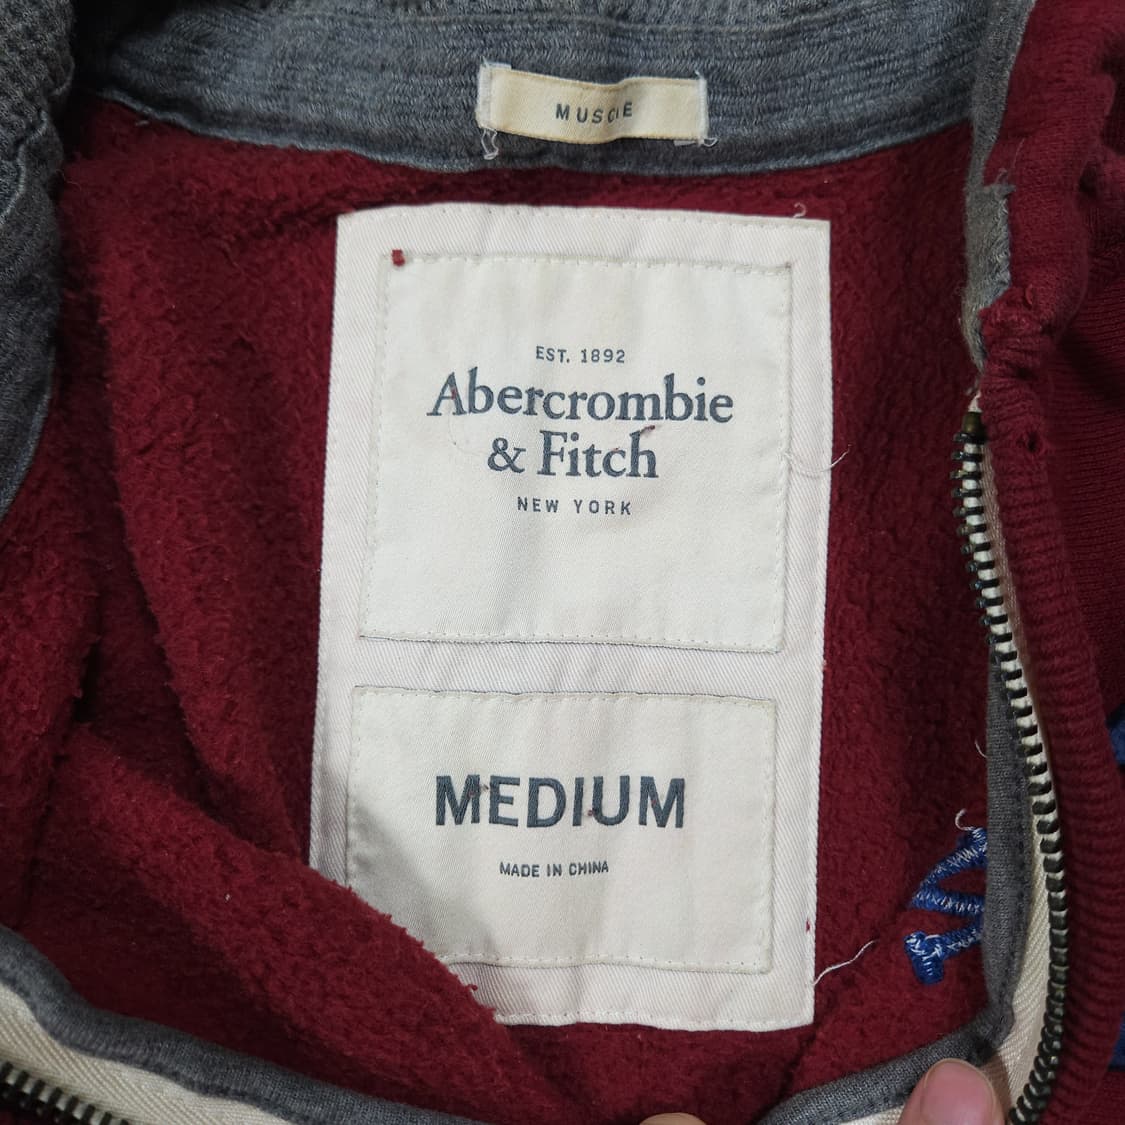 MUSCLE
EST. 1892
Abercrombie
& Fitch
NEW YORK
MEDIUM
MADE IN CHINA